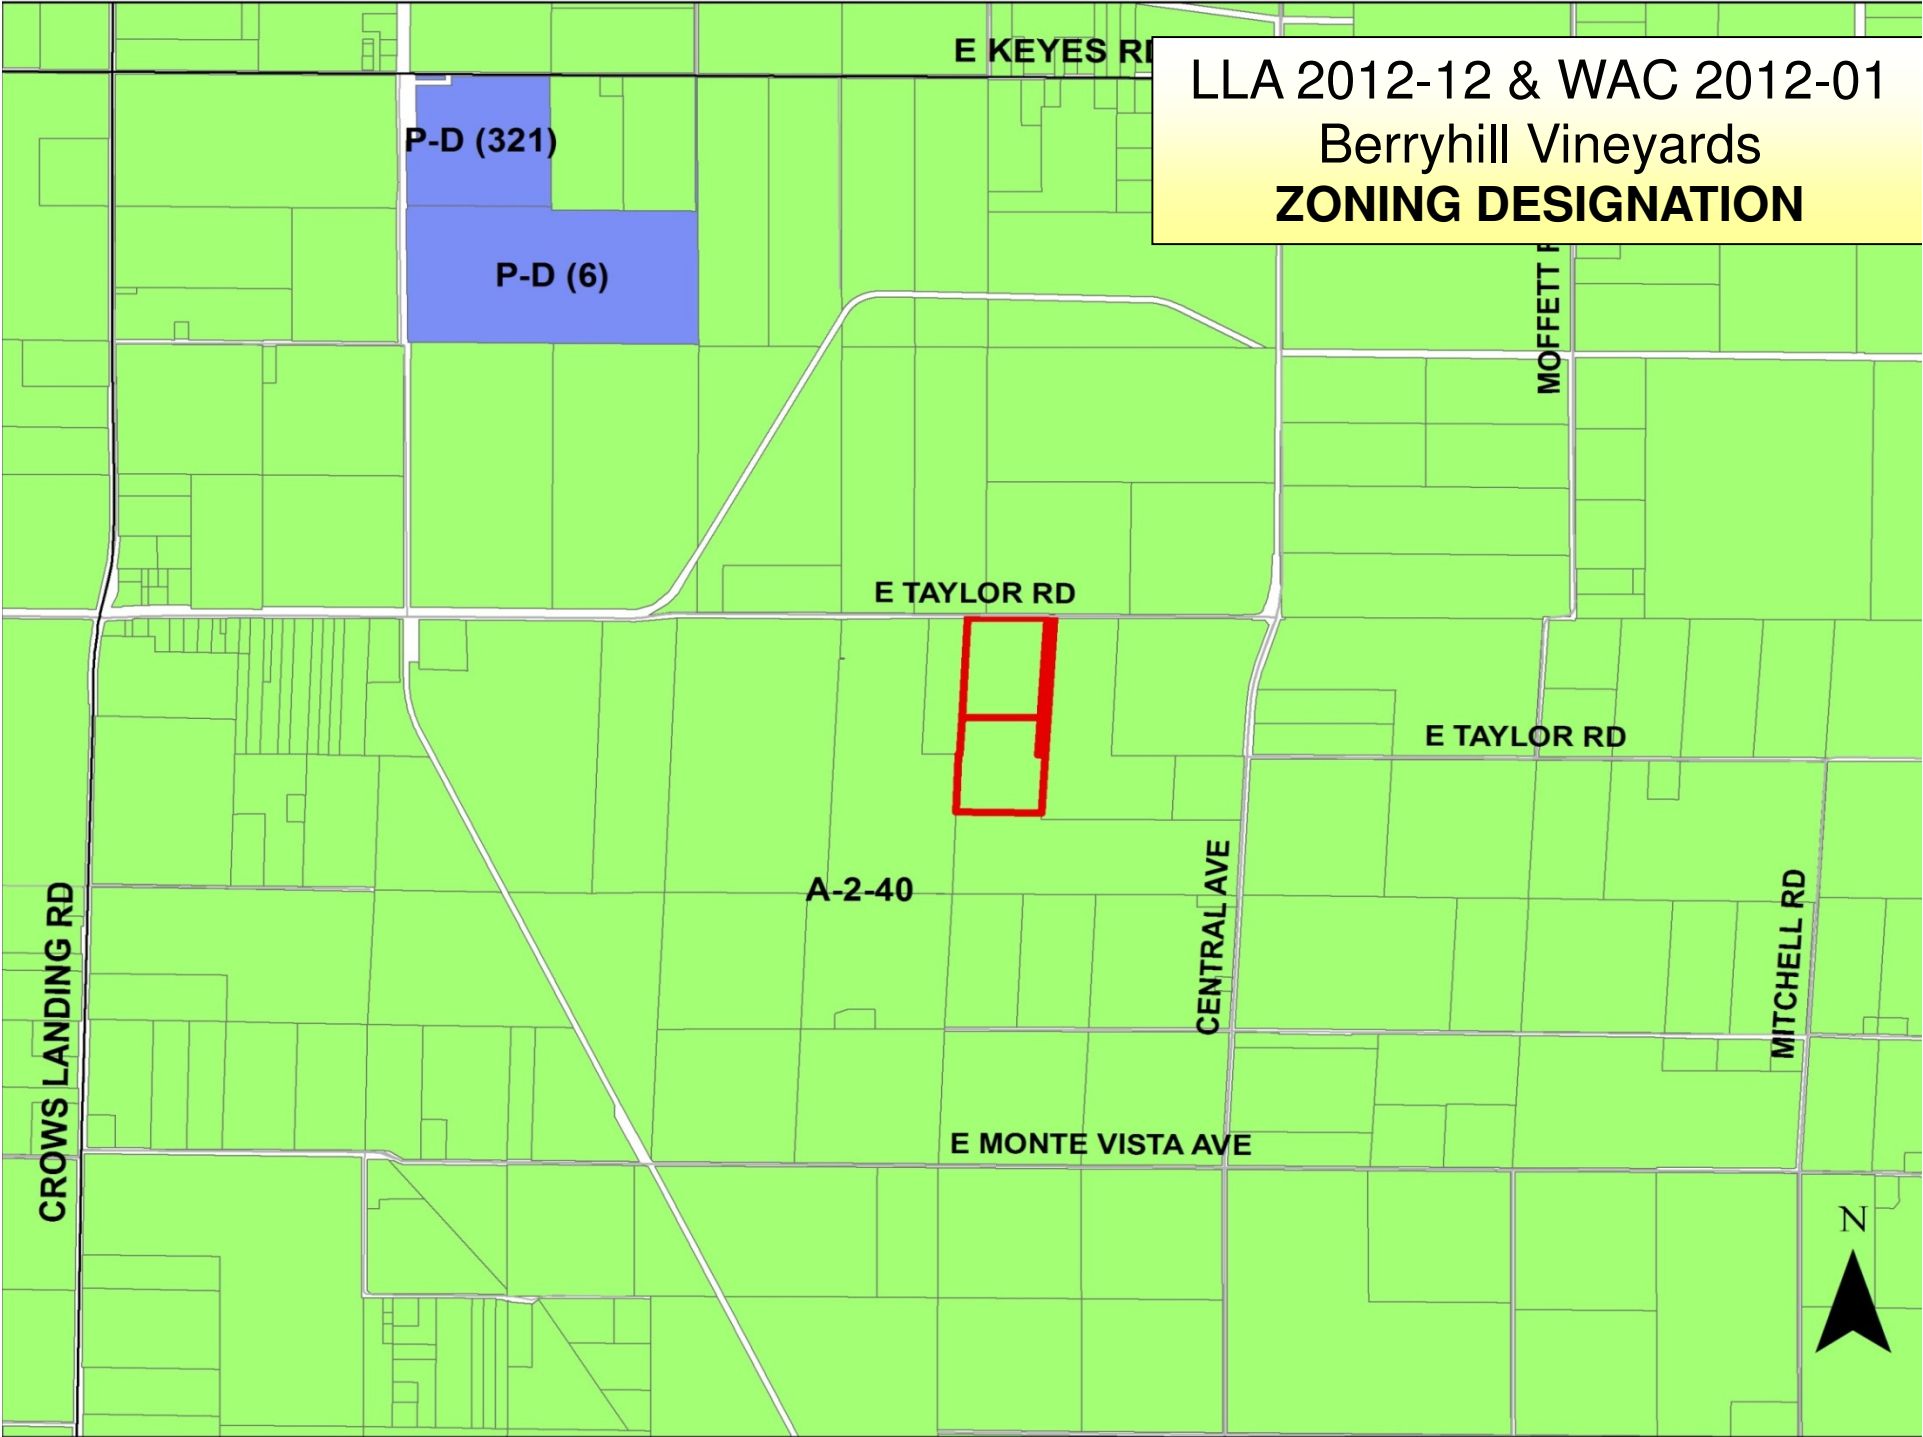 E KEYES RD
LLA 2012-12 & WAC 2012-01
Berryhill Vineyards
ZONING DESIGNATION
P-D (321)
P-D (6)
MOFFETT
E TAYLOR RD
E TAYLOR RD
A-2-40
CENTRAL AVE
MITCHELL RD
CROWS LANDING RD
E MONTE VISTA AVE
N